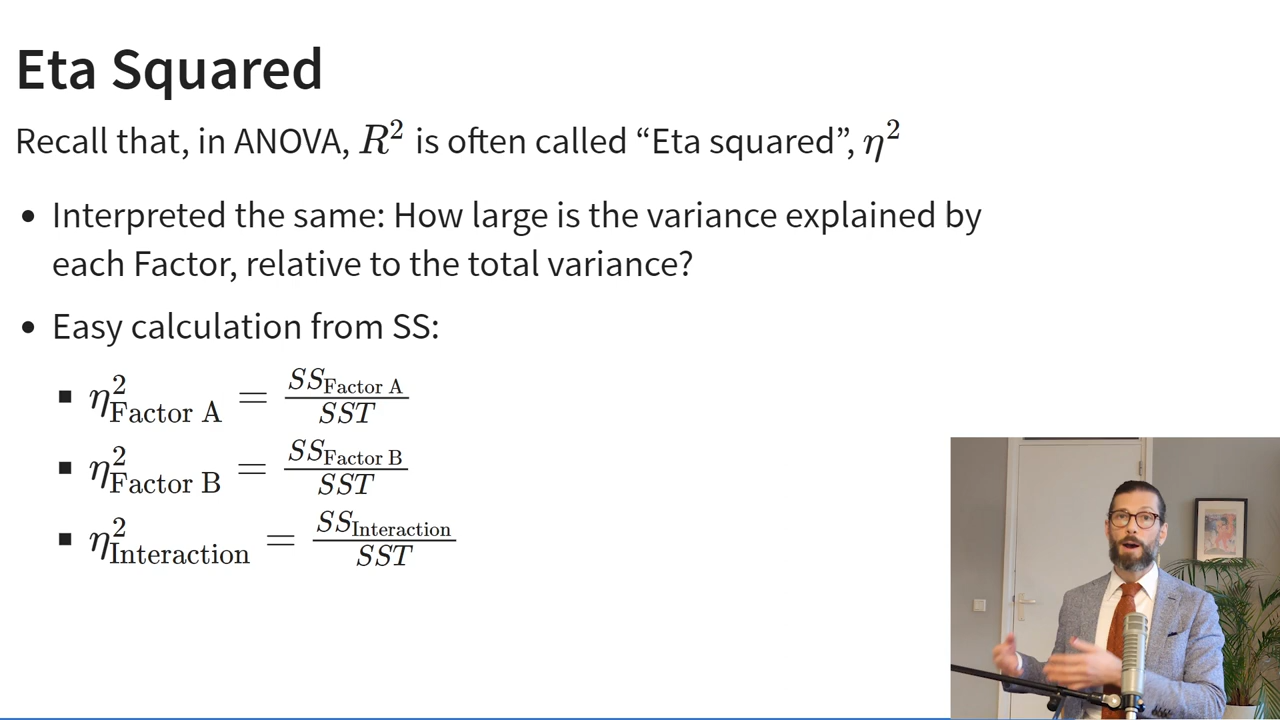 Eta Squared
Recall that, in ANOVA, R² is often called “Eta squared”, η²
• Interpreted the same: How large is the variance explained by
each Factor, relative to the total variance?
• Easy calculation from SS:
▪ η²_Factor A = SS_Factor A / SST
▪ η²_Factor B = SS_Factor B / SST
▪ η²_Interaction = SS_Interaction / SST